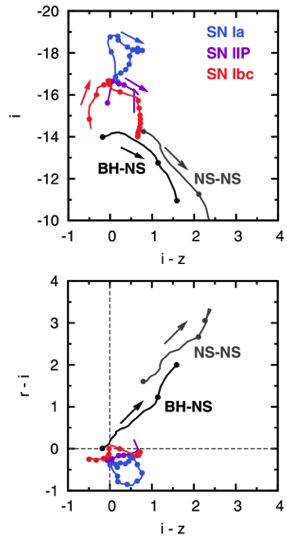 -20
SN Ia
SN IIP
-18
SN Ibc
-16
i
-14
BH-NS
NS-NS
-12
-10
-1 0 1 2 3 4
i - z
4
3
NS-NS
2
r - i
BH-NS
1
0
-1
-1 0 1 2 3 4
i - z